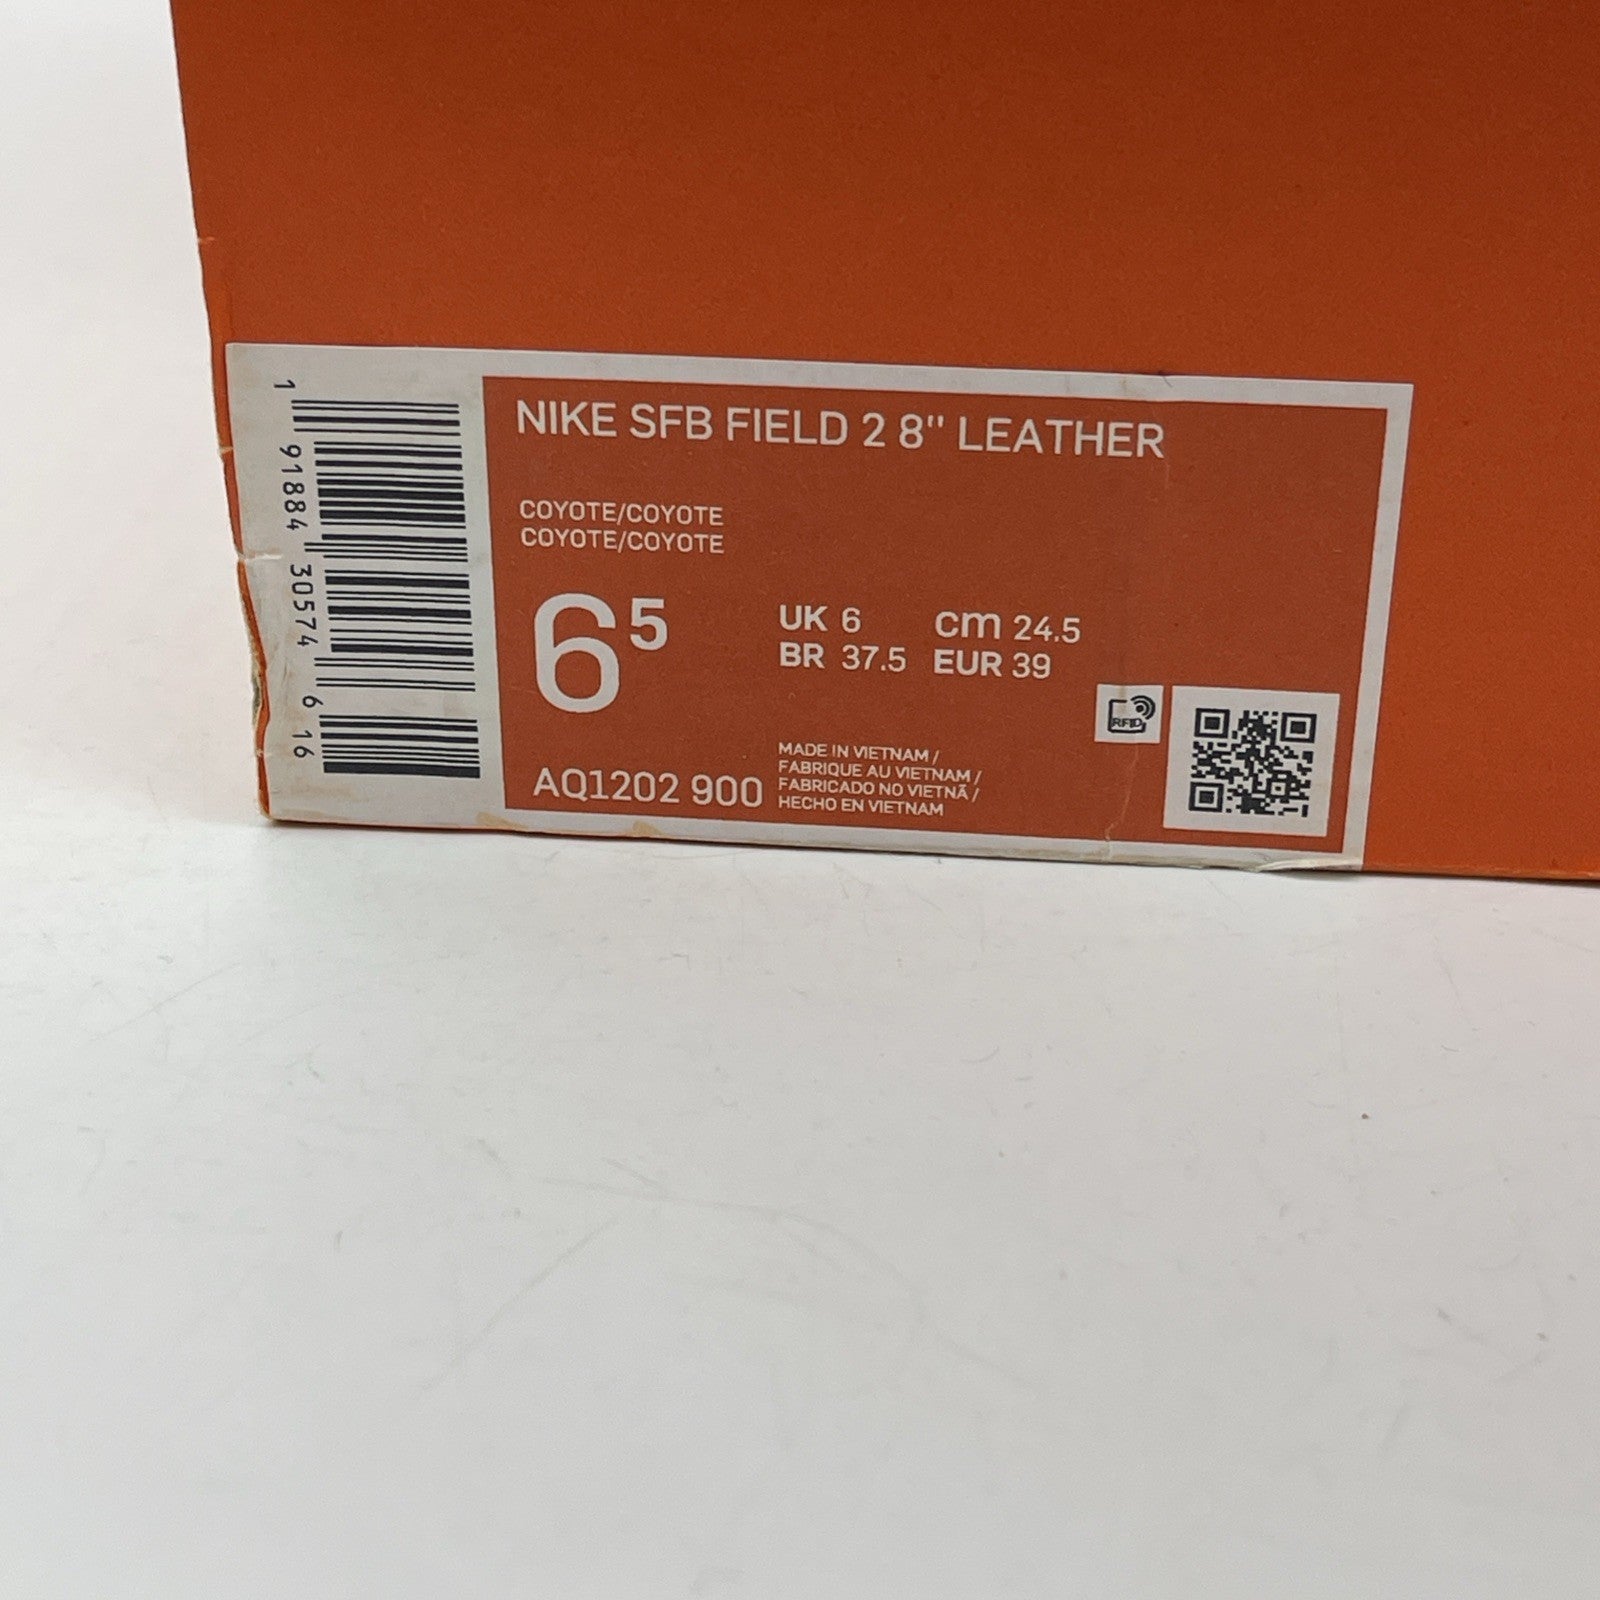 NIKE SFB FIELD 2 8" LEATHER
COYOTE/COYOTE
COYOTE/COYOTE
6 5
UK 6 cm 24.5
BR 37.5 EUR 39
AQ1202 900
MADE IN VIETNAM /
FABRIQUE AU VIETNAM /
FABRICADO NO VIETNÃ /
HECHO EN VIETNAM
RFID
1 91884 30574 6 16